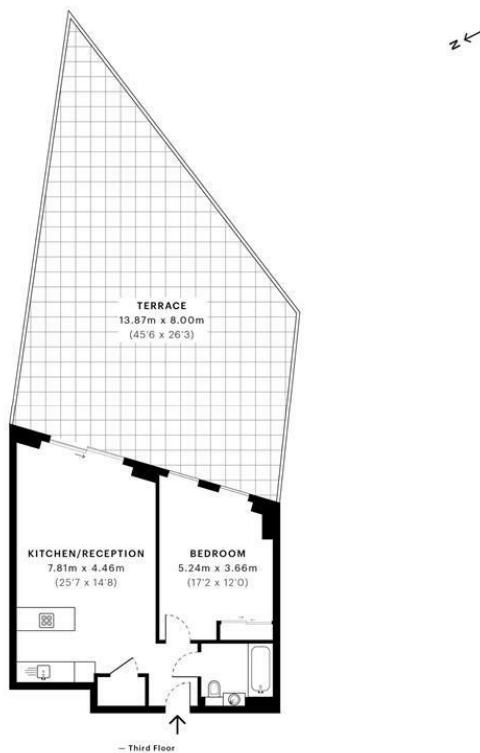 N
TERRACE
13.87m x 8.00m
(45'6 x 26'3)
KITCHEN/RECEPTION
7.81m x 4.46m
(25'7 x 14'8)
BEDROOM
5.24m x 3.66m
(17'2 x 12'0)
— Third Floor